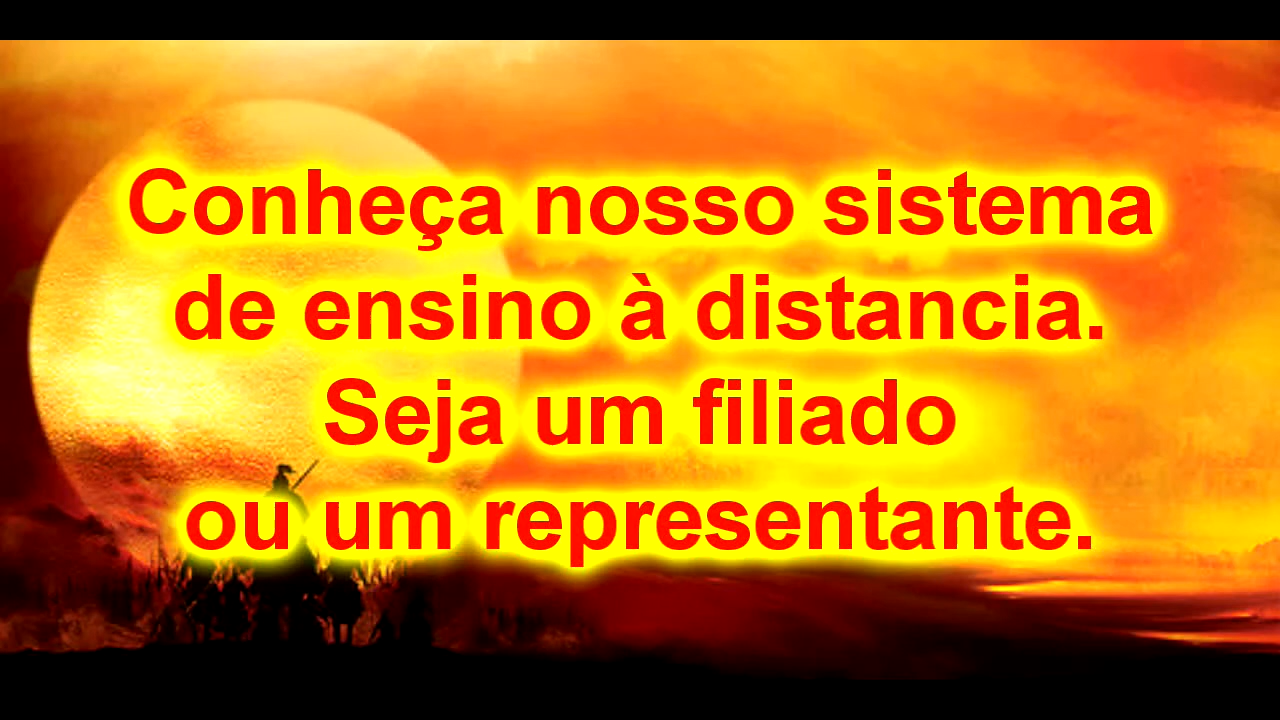 Conheça nosso sistema
de ensino à distancia.
Seja um filiado
ou um representante.